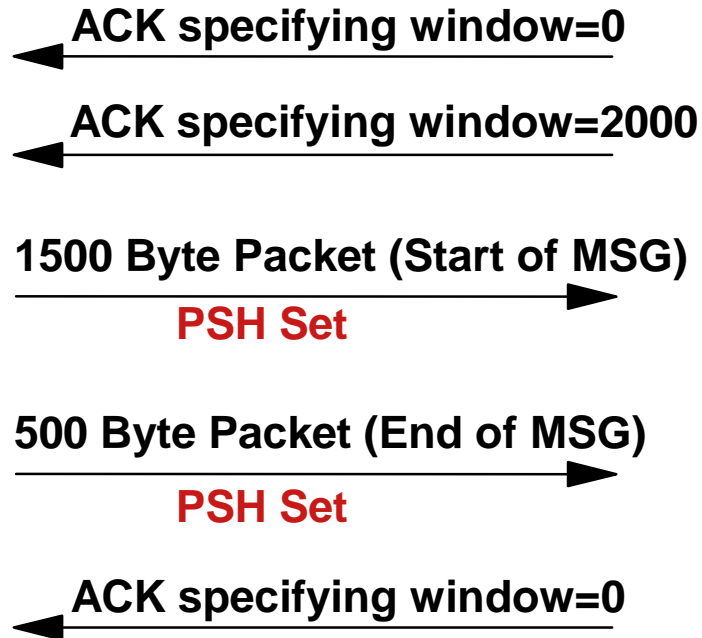 ACK specifying window=0
ACK specifying window=2000
1500 Byte Packet (Start of MSG)
PSH Set
500 Byte Packet (End of MSG)
PSH Set
ACK specifying window=0